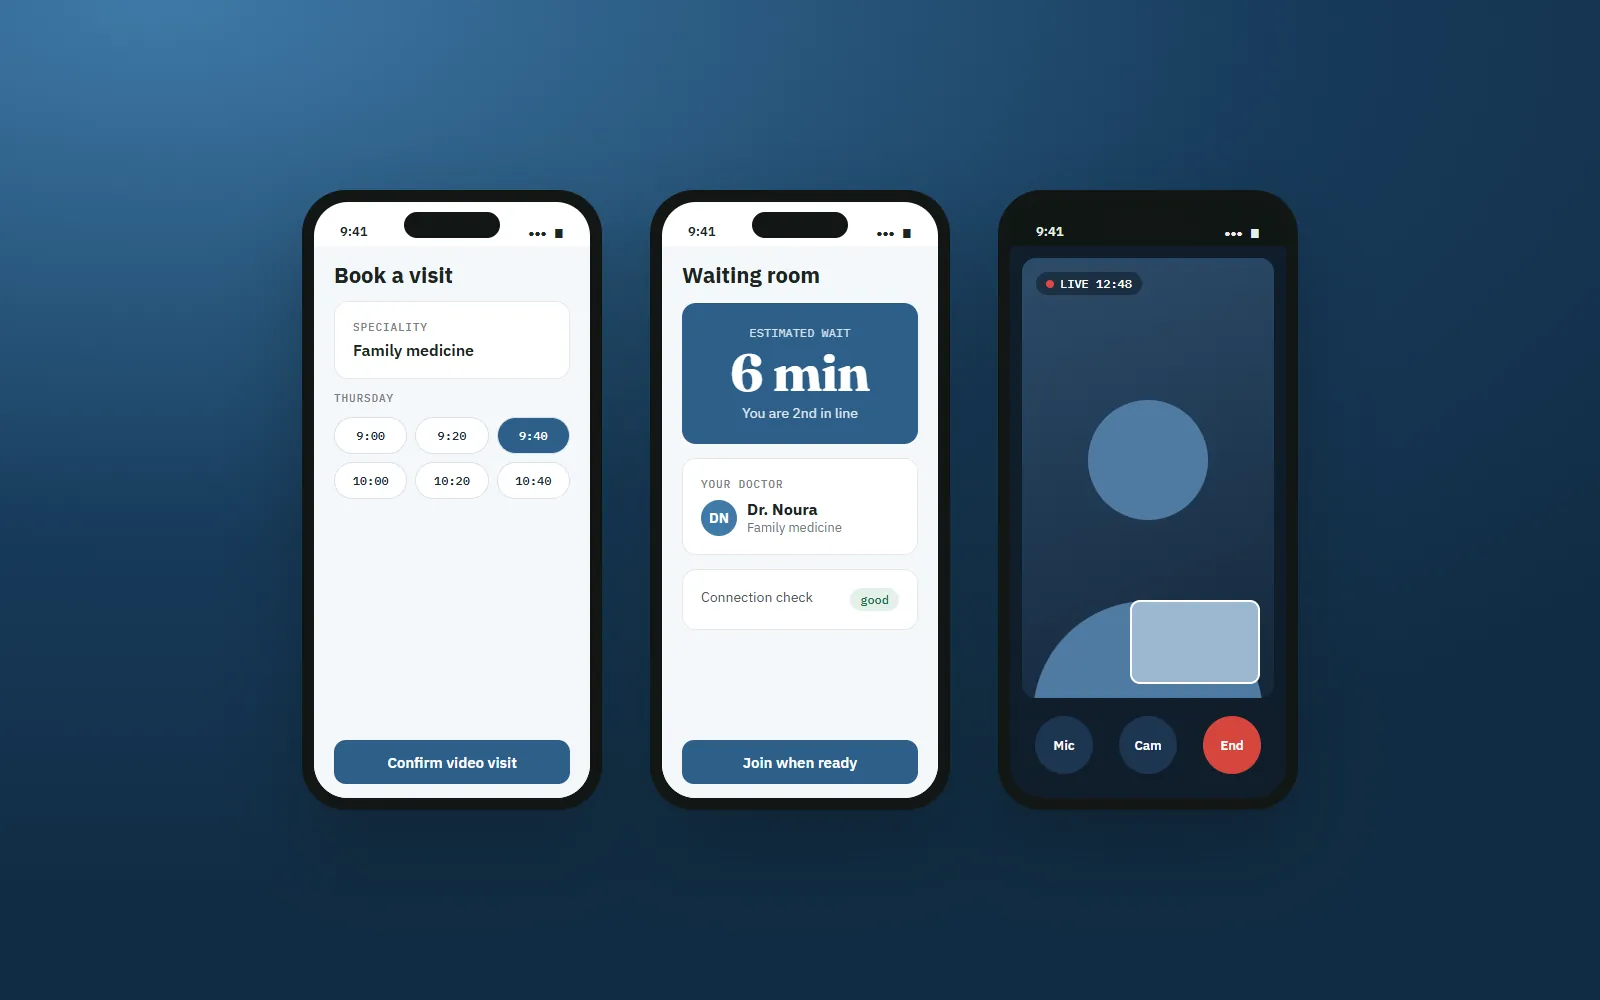 9:41
Book a visit
SPECIALITY
Family medicine
THURSDAY
9:00 9:20 9:40
10:00 10:20 10:40
Confirm video visit
9:41
Waiting room
ESTIMATED WAIT
6 min
You are 2nd in line
YOUR DOCTOR
DN
Dr. Noura
Family medicine
Connection check good
Join when ready
9:41
LIVE 12:48
Mic Cam End